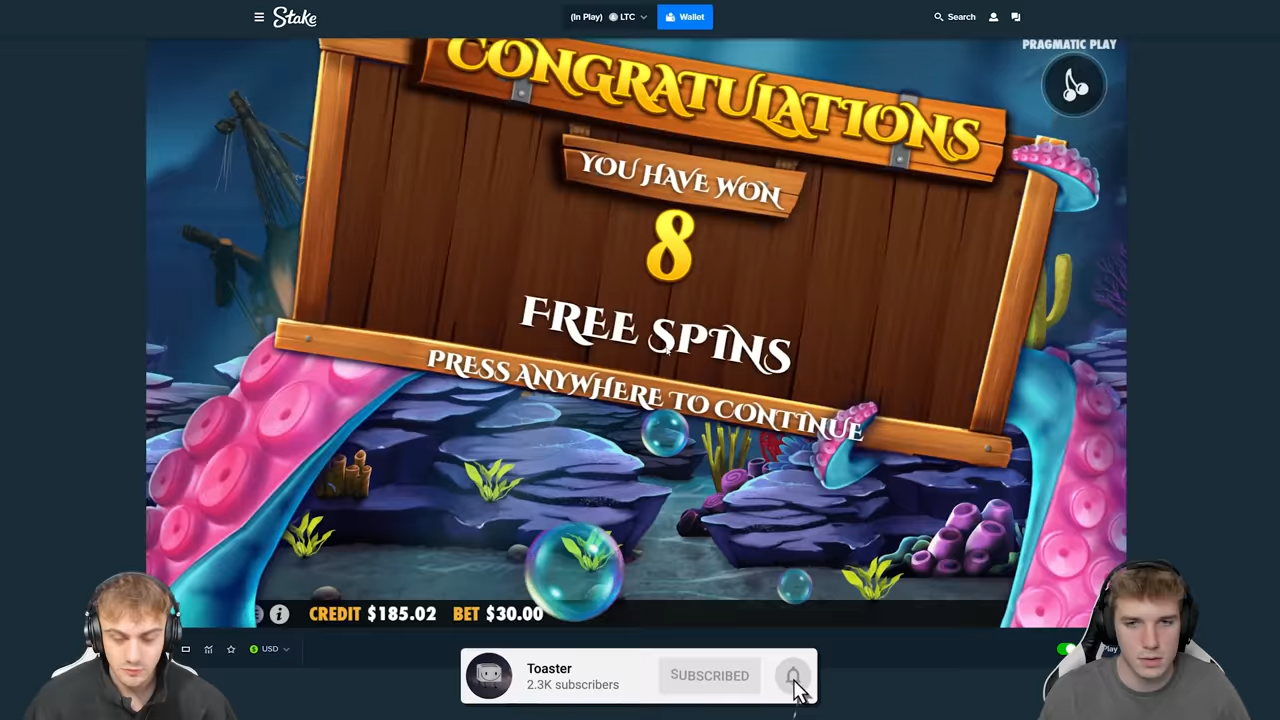 Stake
(In Play) LTC
Wallet
Search
PRAGMATIC PLAY
CONGRATULATIONS
YOU HAVE WON
8
FREE SPINS
PRESS ANYWHERE TO CONTINUE
CREDIT $185.02 BET $30.00
USD
Play
Toaster
2.3K subscribers
SUBSCRIBED